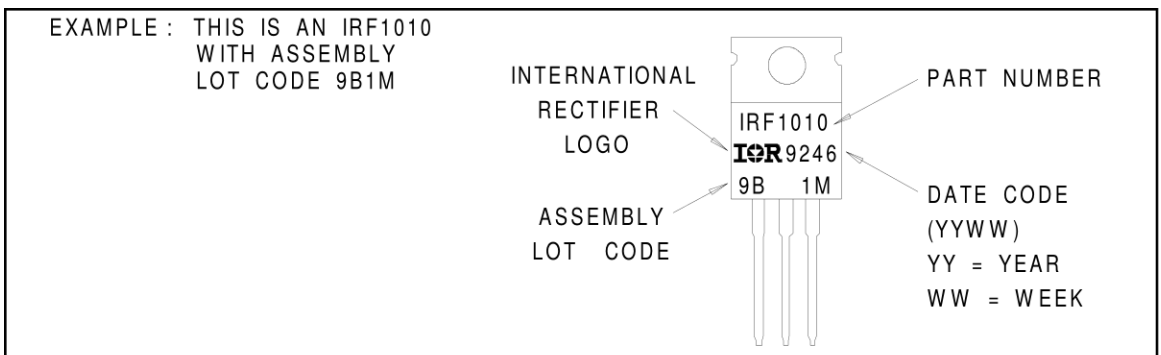 EXAMPLE : THIS IS AN IRF1010
WITH ASSEMBLY
LOT CODE 9B1M
INTERNATIONAL
RECTIFIER
LOGO
ASSEMBLY
LOT CODE
IRF1010
IOR 9246
9B 1M
PART NUMBER
DATE CODE
(YYWW)
YY = YEAR
WW = WEEK